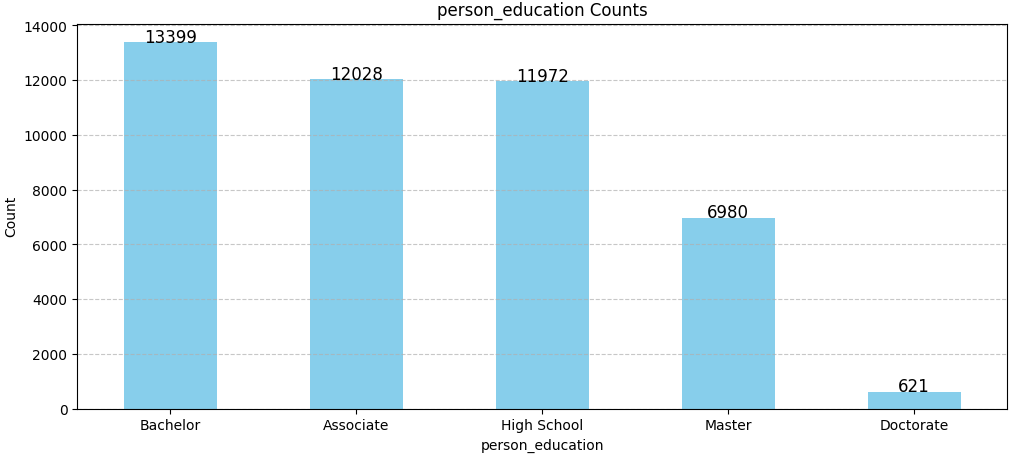 person_education Counts
14000
12000
10000
8000
6000
4000
2000
0
Count
13399
12028
11972
6980
621
Bachelor
Associate
High School
Master
Doctorate
person_education